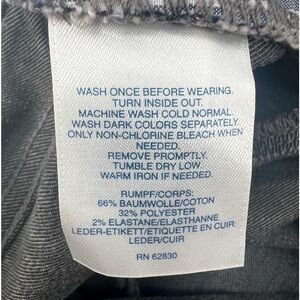 WASH ONCE BEFORE WEARING.
TURN INSIDE OUT.
MACHINE WASH COLD NORMAL.
WASH DARK COLORS SEPARATELY.
ONLY NON-CHLORINE BLEACH WHEN
NEEDED.
REMOVE PROMPTLY.
TUMBLE DRY LOW
WARM IRON IF NEEDED.
RUMPF/CORPS:
66% BAUMWOLLE/COTON
32% POLYESTER
2% ELASTANE/ELASTHANNE
LEDER-ETIKETT/ETIQUETTE EN CUIR:
LEDER/CUIR
RN 62830